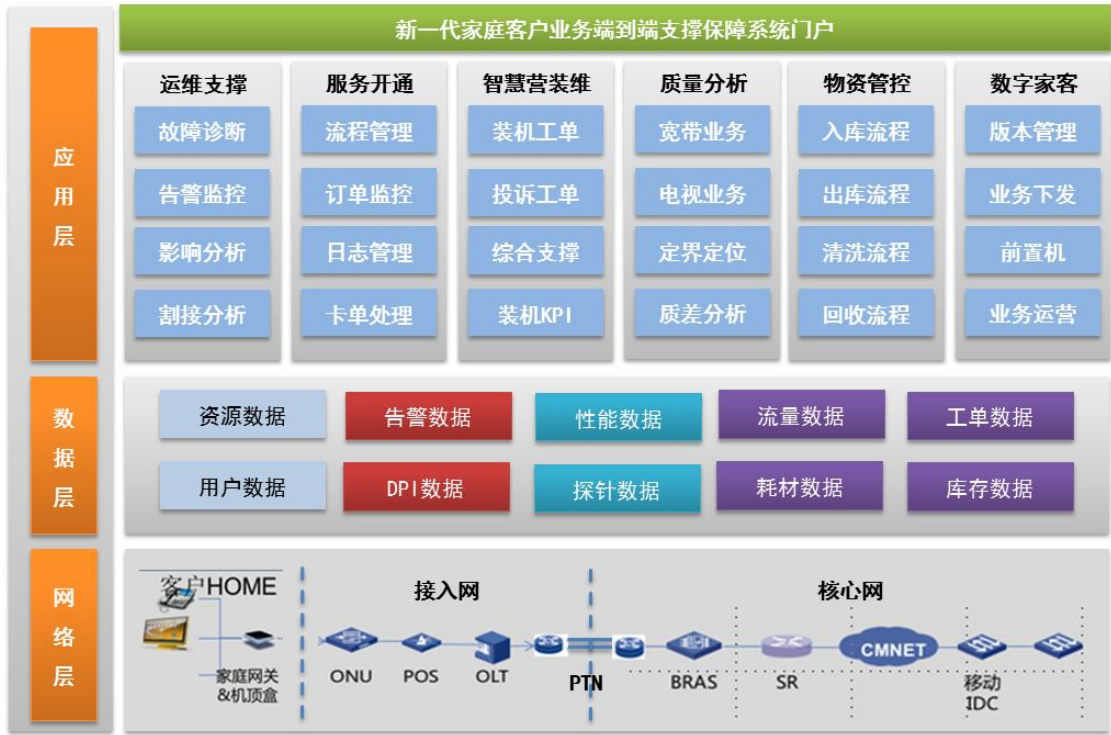 新一代家庭客户业务端到端支撑保障系统门户
应用层
运维支撑
故障诊断
告警监控
影响分析
割接分析
服务开通
流程管理
订单监控
日志管理
卡单处理
智慧营装维
装机工单
投诉工单
综合支撑
装机KPI
质量分析
宽带业务
电视业务
定界定位
质差分析
物资管控
入库流程
出库流程
清洗流程
回收流程
数字家客
版本管理
业务下发
前置机
业务运营
数据层
资源数据
告警数据
性能数据
流量数据
工单数据
用户数据
DPI数据
探针数据
耗材数据
库存数据
网络层
客户HOME
家庭网关
&机顶盒
接入网
ONU
POS
OLT
PTN
核心网
BRAS
SR
CMNET
移动
IDC